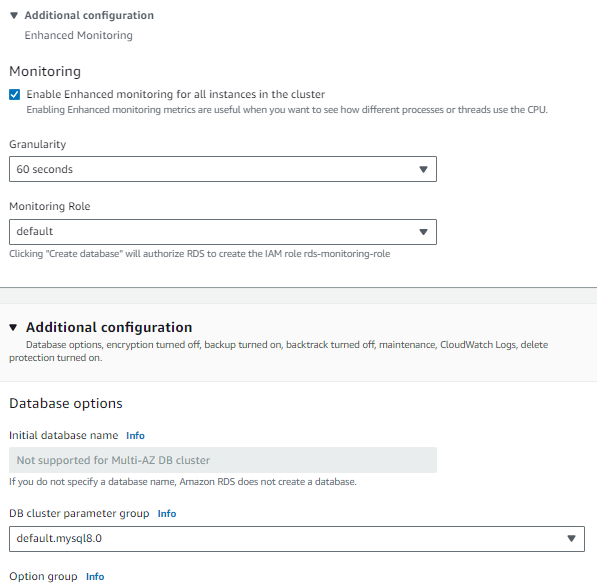 Additional configuration
Enhanced Monitoring
Monitoring
Enable Enhanced monitoring for all instances in the cluster
Enabling Enhanced monitoring metrics are useful when you want to see how different processes or threads use the CPU.
Granularity
60 seconds
Monitoring Role
default
Clicking "Create database" will authorize RDS to create the IAM role rds-monitoring-role
Additional configuration
Database options, encryption turned off, backup turned on, backtrack turned off, maintenance, CloudWatch Logs, delete
protection turned on.
Database options
Initial database name Info
Not supported for Multi-AZ DB cluster
If you do not specify a database name, Amazon RDS does not create a database.
DB cluster parameter group Info
default.mysql8.0
Option group Info